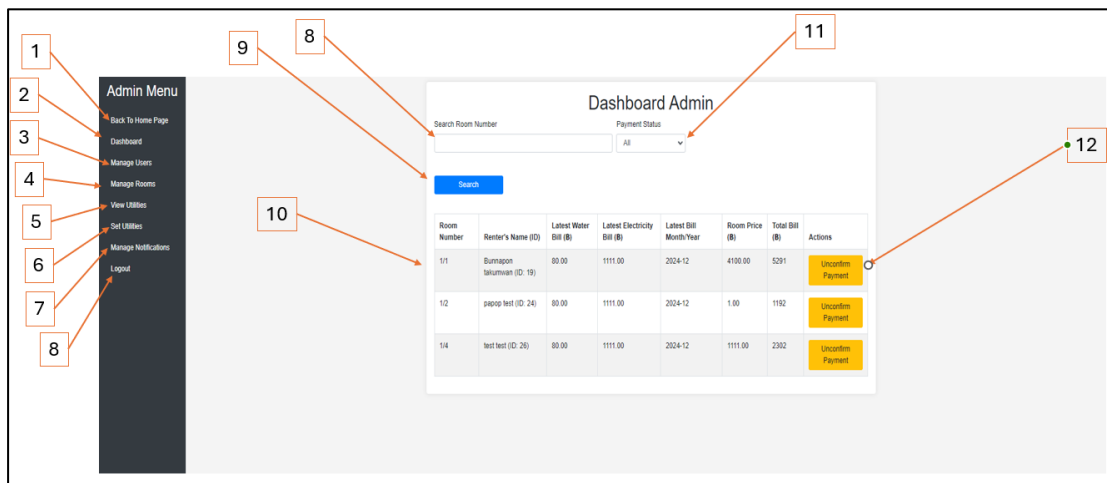 1
2
3
4
5
6
7
8
9
8
11
12
10
Admin Menu
Back To Home Page
Dashboard
Manage Users
Manage Rooms
View Utilities
Set Utilities
Manage Notifications
Logout
Dashboard Admin
Search Room Number
Payment Status
All
Search
Room Number
Renter's Name (ID)
Latest Water Bill (฿)
Latest Electricity Bill (฿)
Latest Bill Month/Year
Room Price (฿)
Total Bill (฿)
Actions
1/1
Bunnapon
takumwan (ID: 19)
80.00
1111.00
2024-12
4100.00
5291
Unconfirm
Payment
1/2
papop test (ID: 24)
80.00
1111.00
2024-12
1.00
1192
Unconfirm
Payment
1/4
test test (ID: 26)
80.00
1111.00
2024-12
1111.00
2302
Unconfirm
Payment